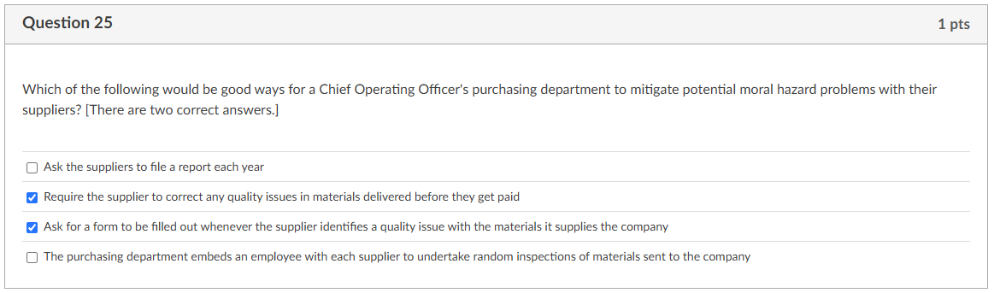 Question 25
1 pts
Which of the following would be good ways for a Chief Operating Officer's purchasing department to mitigate potential moral hazard problems with their
suppliers? [There are two correct answers.]
Ask the suppliers to file a report each year
Require the supplier to correct any quality issues in materials delivered before they get paid
Ask for a form to be filled out whenever the supplier identifies a quality issue with the materials it supplies the company
The purchasing department embeds an employee with each supplier to undertake random inspections of materials sent to the company